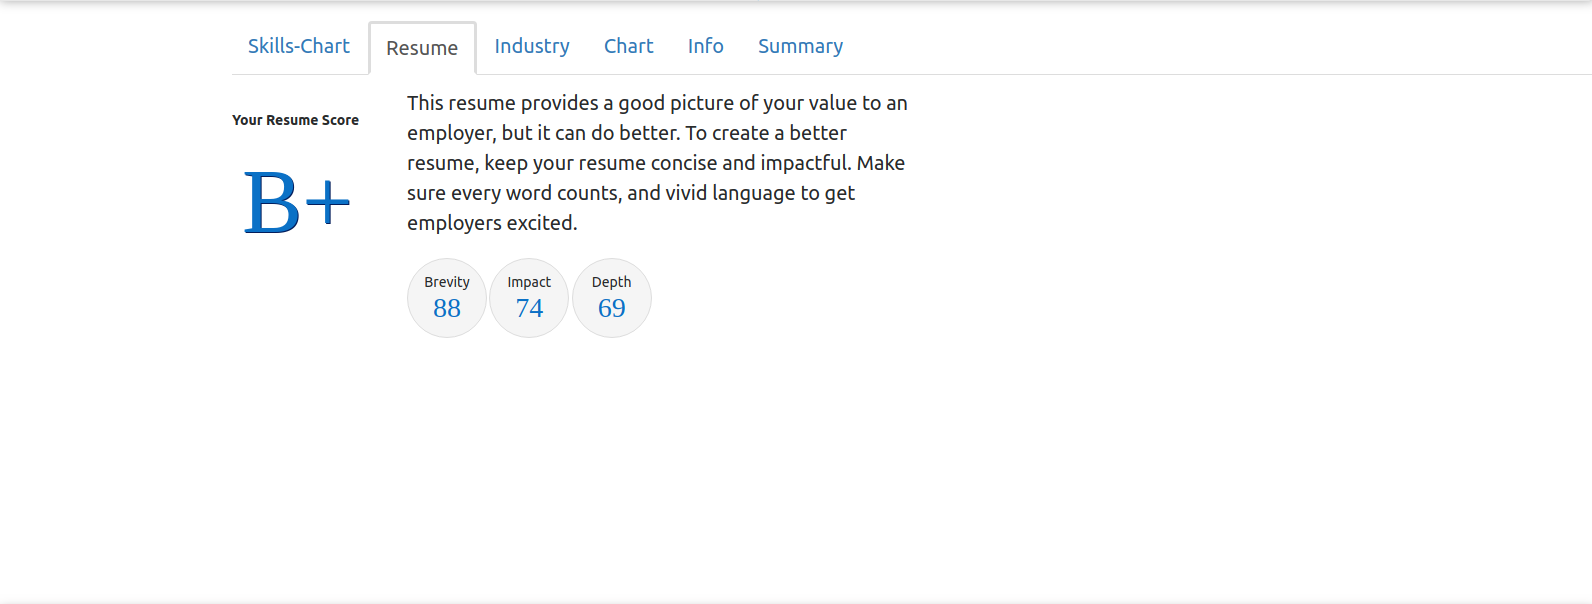 Skills-Chart Resume Industry Chart Info Summary
Your Resume Score
B+
This resume provides a good picture of your value to an
employer, but it can do better. To create a better
resume, keep your resume concise and impactful. Make
sure every word counts, and vivid language to get
employers excited.
Brevity Impact Depth
88 74 69